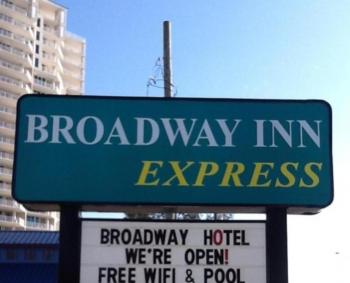 BROADWAY INN
EXPRESS
BROADWAY HOTEL
WE'RE OPEN!
FREE WIFI & POOL